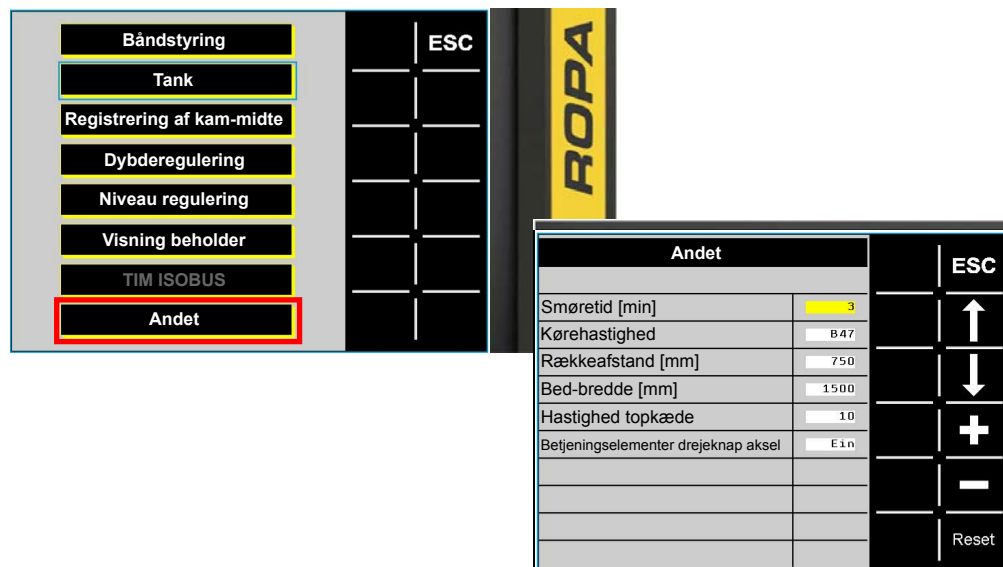 Båndstyring
ESC
Tank
Registrering af kam-midte
Dybderegulering
Niveau regulering
Visning beholder
TIM ISOBUS
Andet
ROPA
Andet
ESC
Smøretid [min] 3
Kørehastighed B47
Rækkeafstand [mm] 750
Bed-bredde [mm] 1500
Hastighed topkæde 10
Betjeningselementer drejeknap aksel Ein
Reset